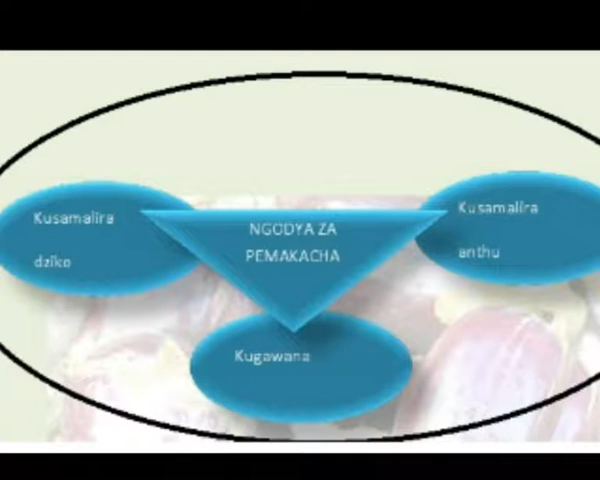 Kusamalira
dziko
NGODYA ZA
PEMAKACHA
Kusamalira
anthu
Kugawana